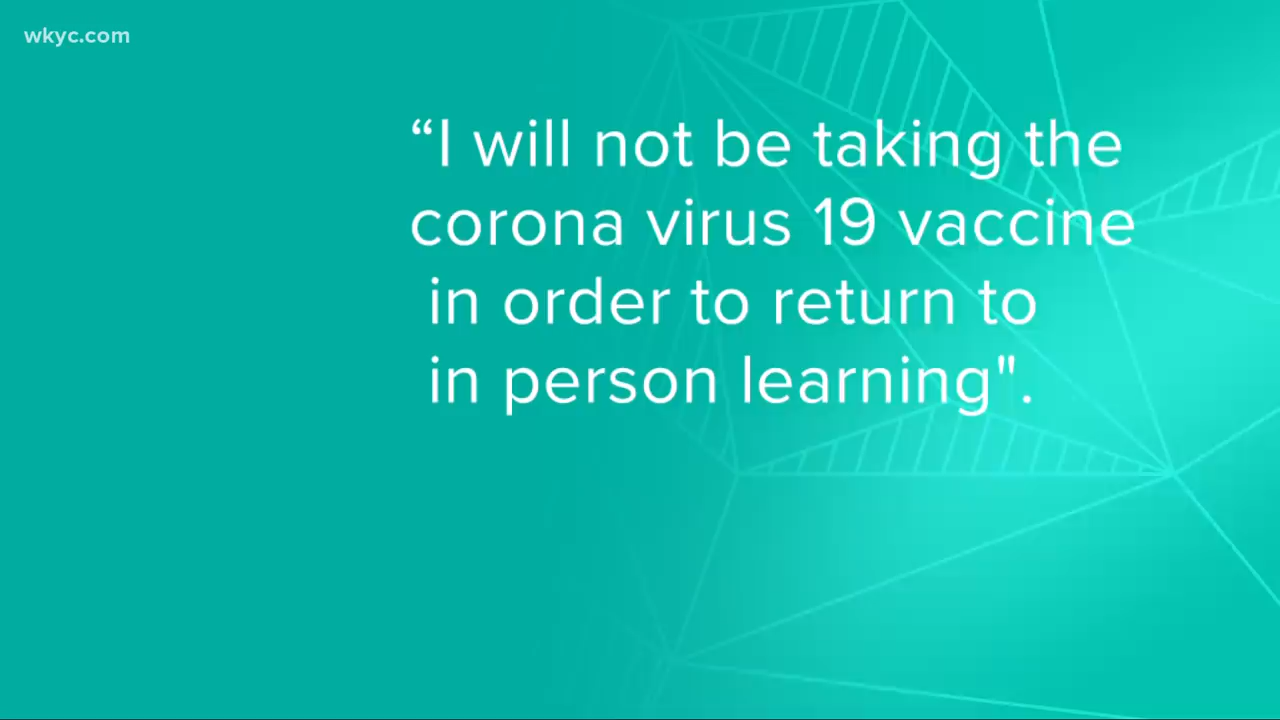 wkyc.com
“I will not be taking the
corona virus 19 vaccine
in order to return to
in person learning".